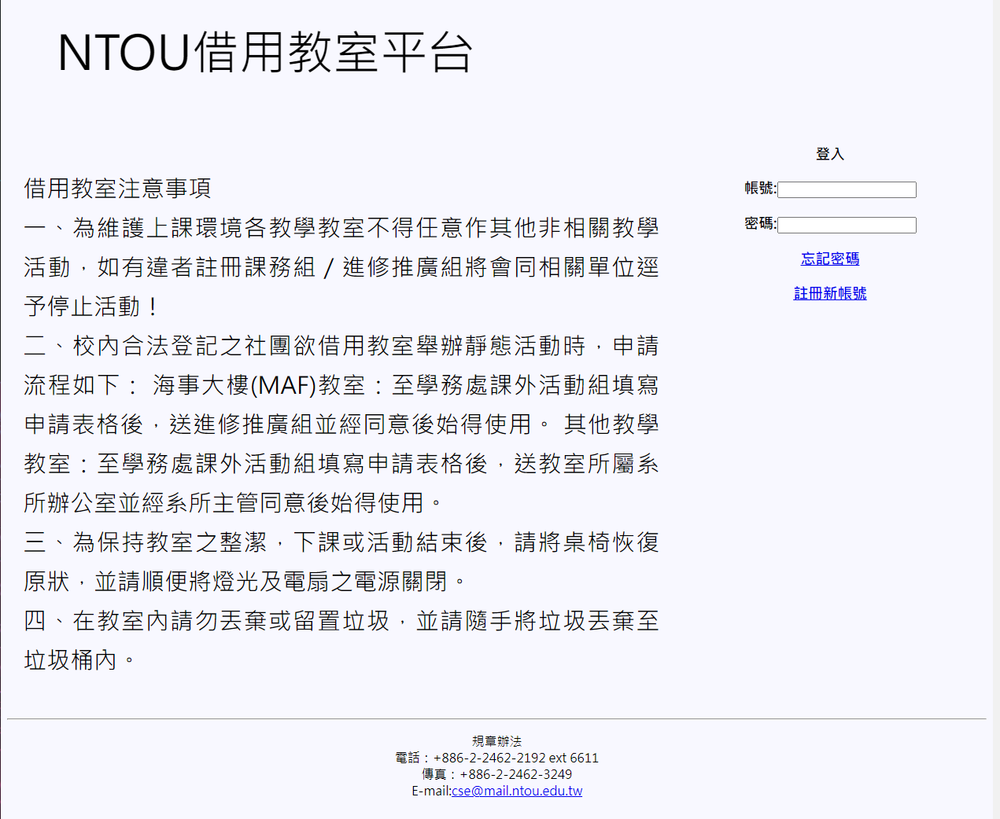 NTOU借用教室平台
借用教室注意事項
一、為維護上課環境各教學教室不得任意作其他非相關教學
活動，如有違者註冊課務組／進修推廣組將會同相關單位逕
予停止活動！
二、校內合法登記之社團欲借用教室舉辦靜態活動時，申請
流程如下： 海事大樓(MAF)教室：至學務處課外活動組填寫
申請表格後，送進修推廣組並經同意後始得使用。 其他教學
教室：至學務處課外活動組填寫申請表格後，送教室所屬系
所辦公室並經系所主管同意後始得使用。
三、為保持教室之整潔，下課或活動結束後，請將桌椅恢復
原狀，並請順便將燈光及電扇之電源關閉。
四、在教室內請勿丟棄或留置垃圾，並請隨手將垃圾丟棄至
垃圾桶內。
登入
帳號:
密碼:
忘記密碼
註冊新帳號
規章辦法
電話：+886-2-2462-2192 ext 6611
傳真：+886-2-2462-3249
E-mail:cse@mail.ntou.edu.tw